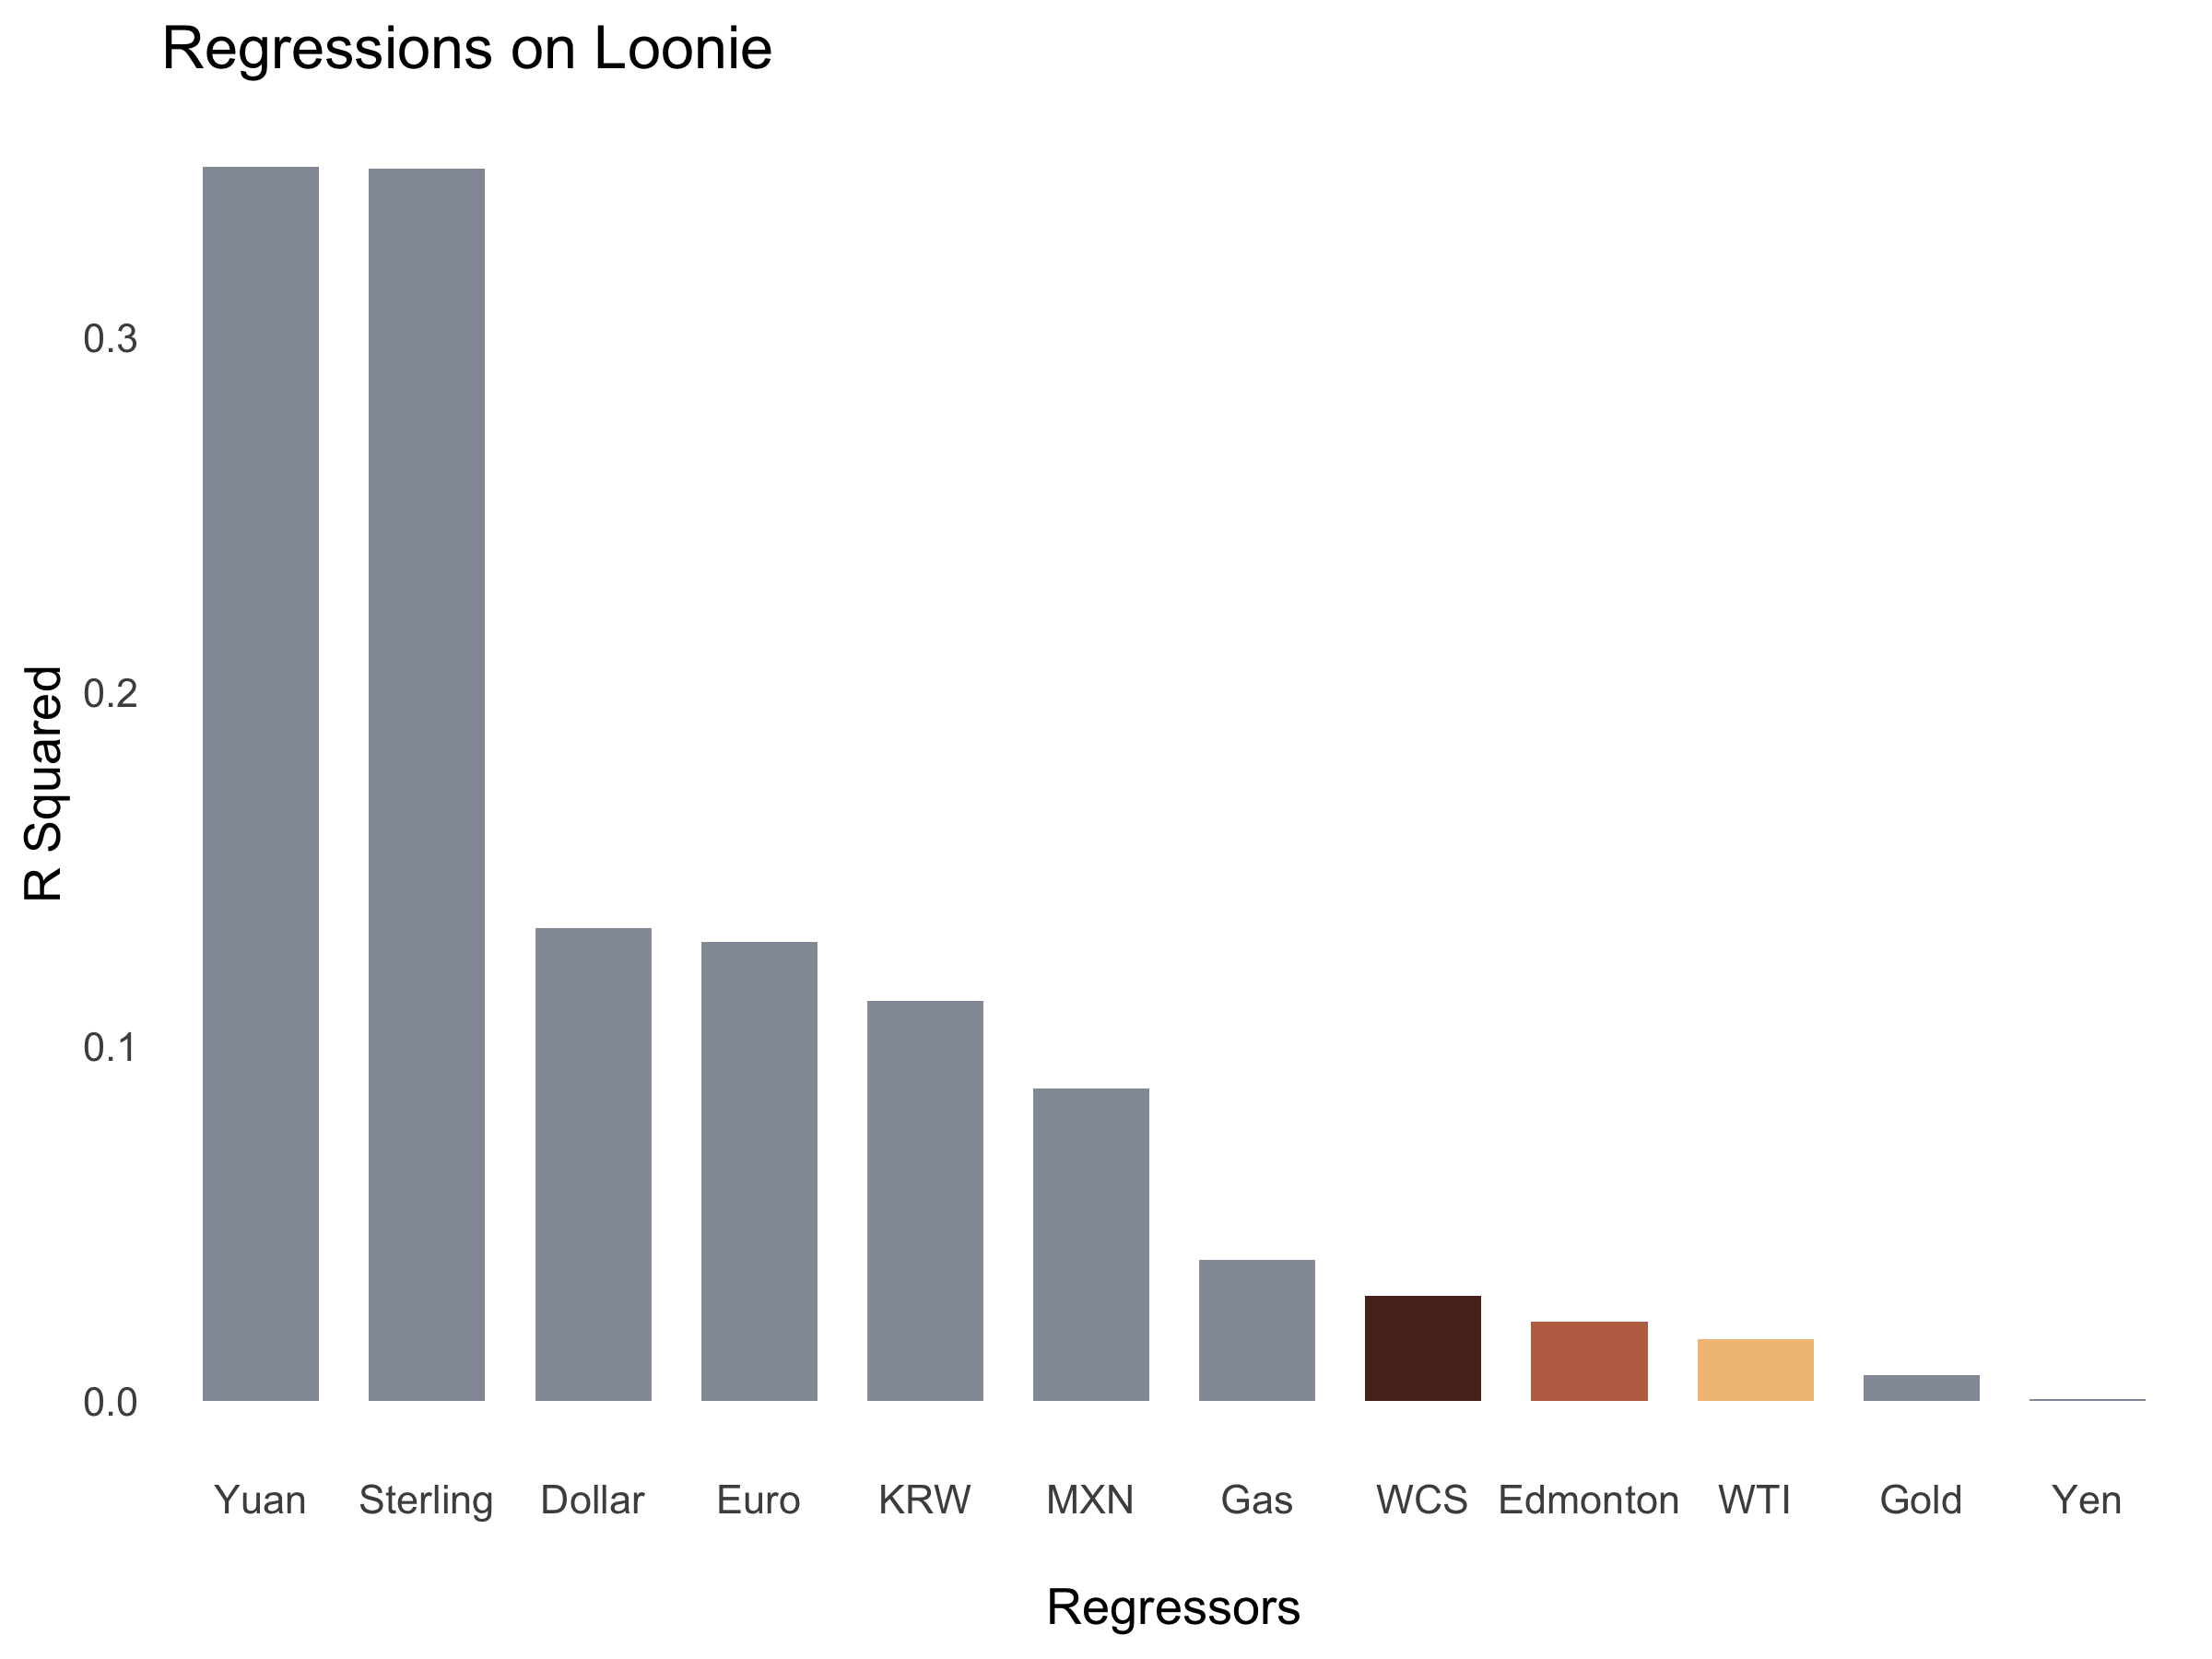 Regressions on Loonie
R Squared
0.3
0.2
0.1
0.0
Yuan Sterling Dollar Euro KRW MXN Gas WCS Edmonton WTI Gold Yen
Regressors